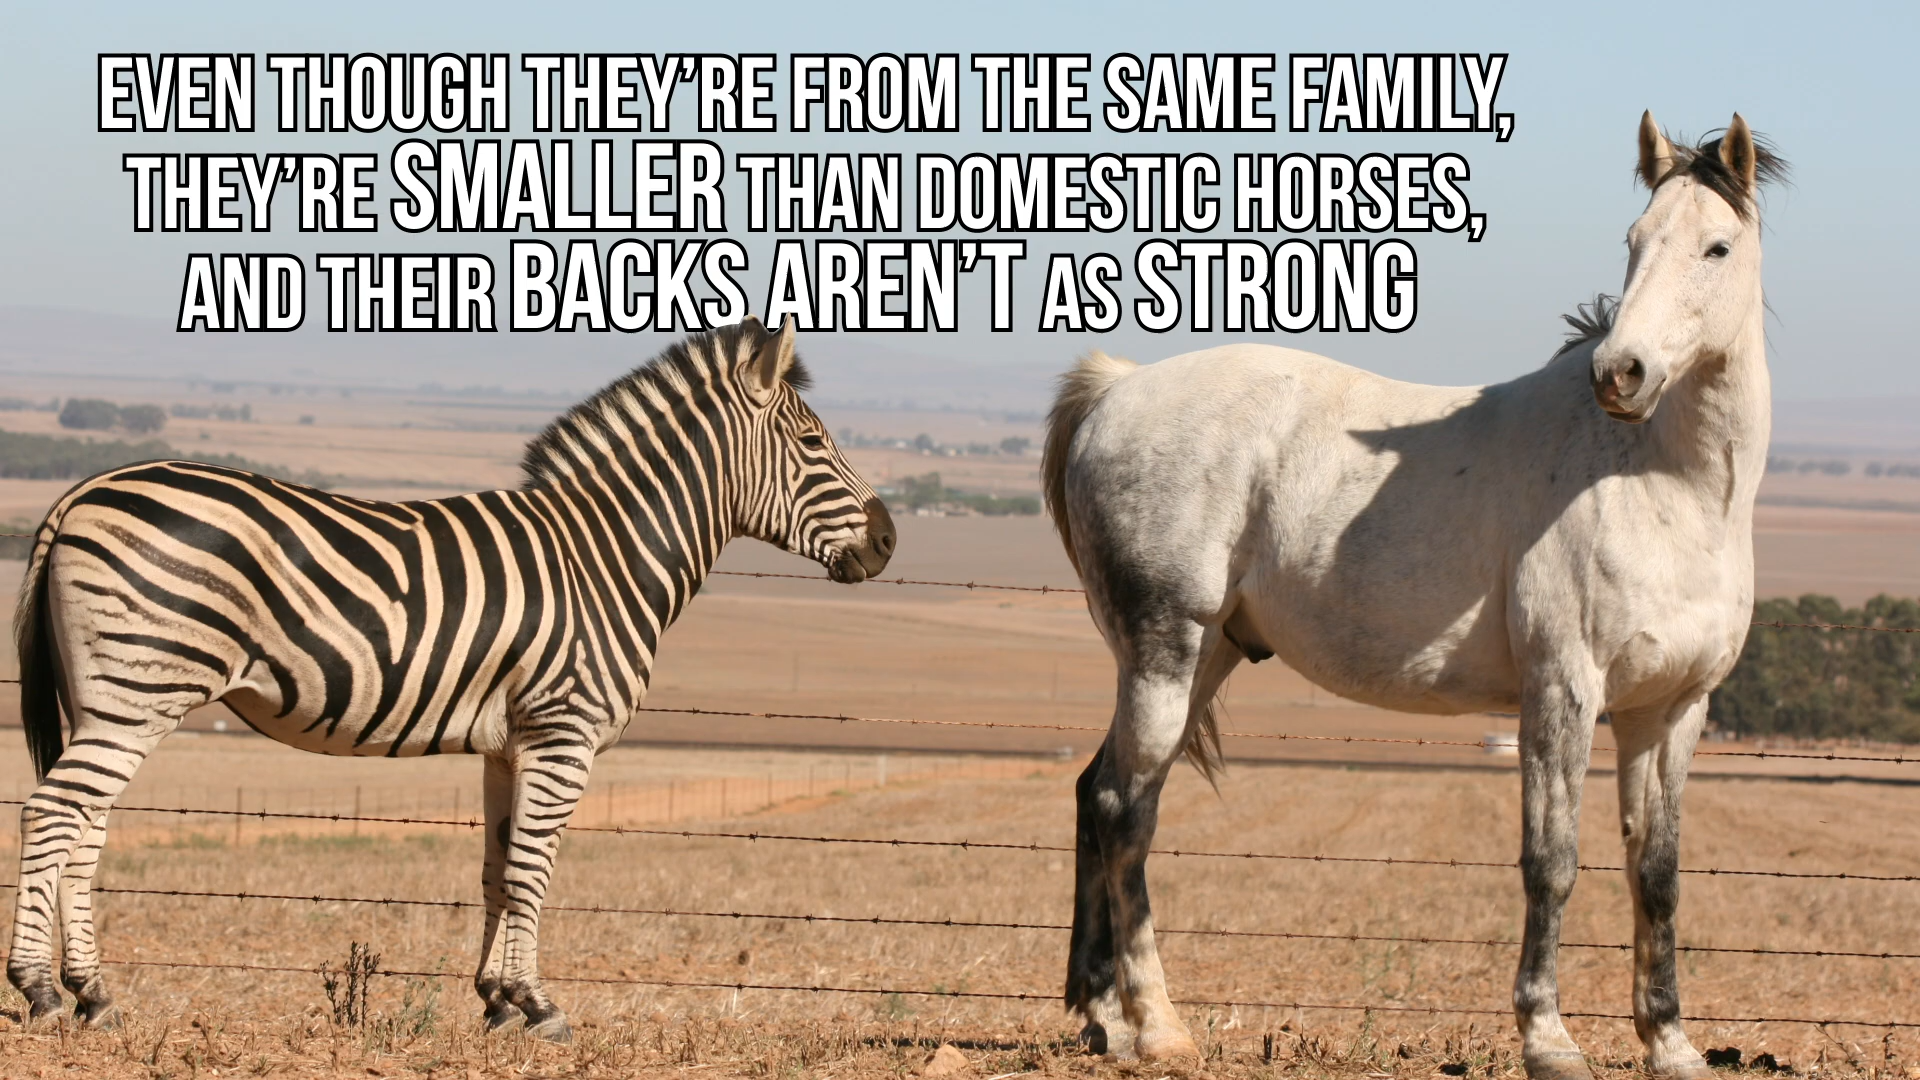 EVEN THOUGH THEY'RE FROM THE SAME FAMILY,
THEY'RE SMALLER THAN DOMESTIC HORSES,
AND THEIR BACKS AREN'T AS STRONG